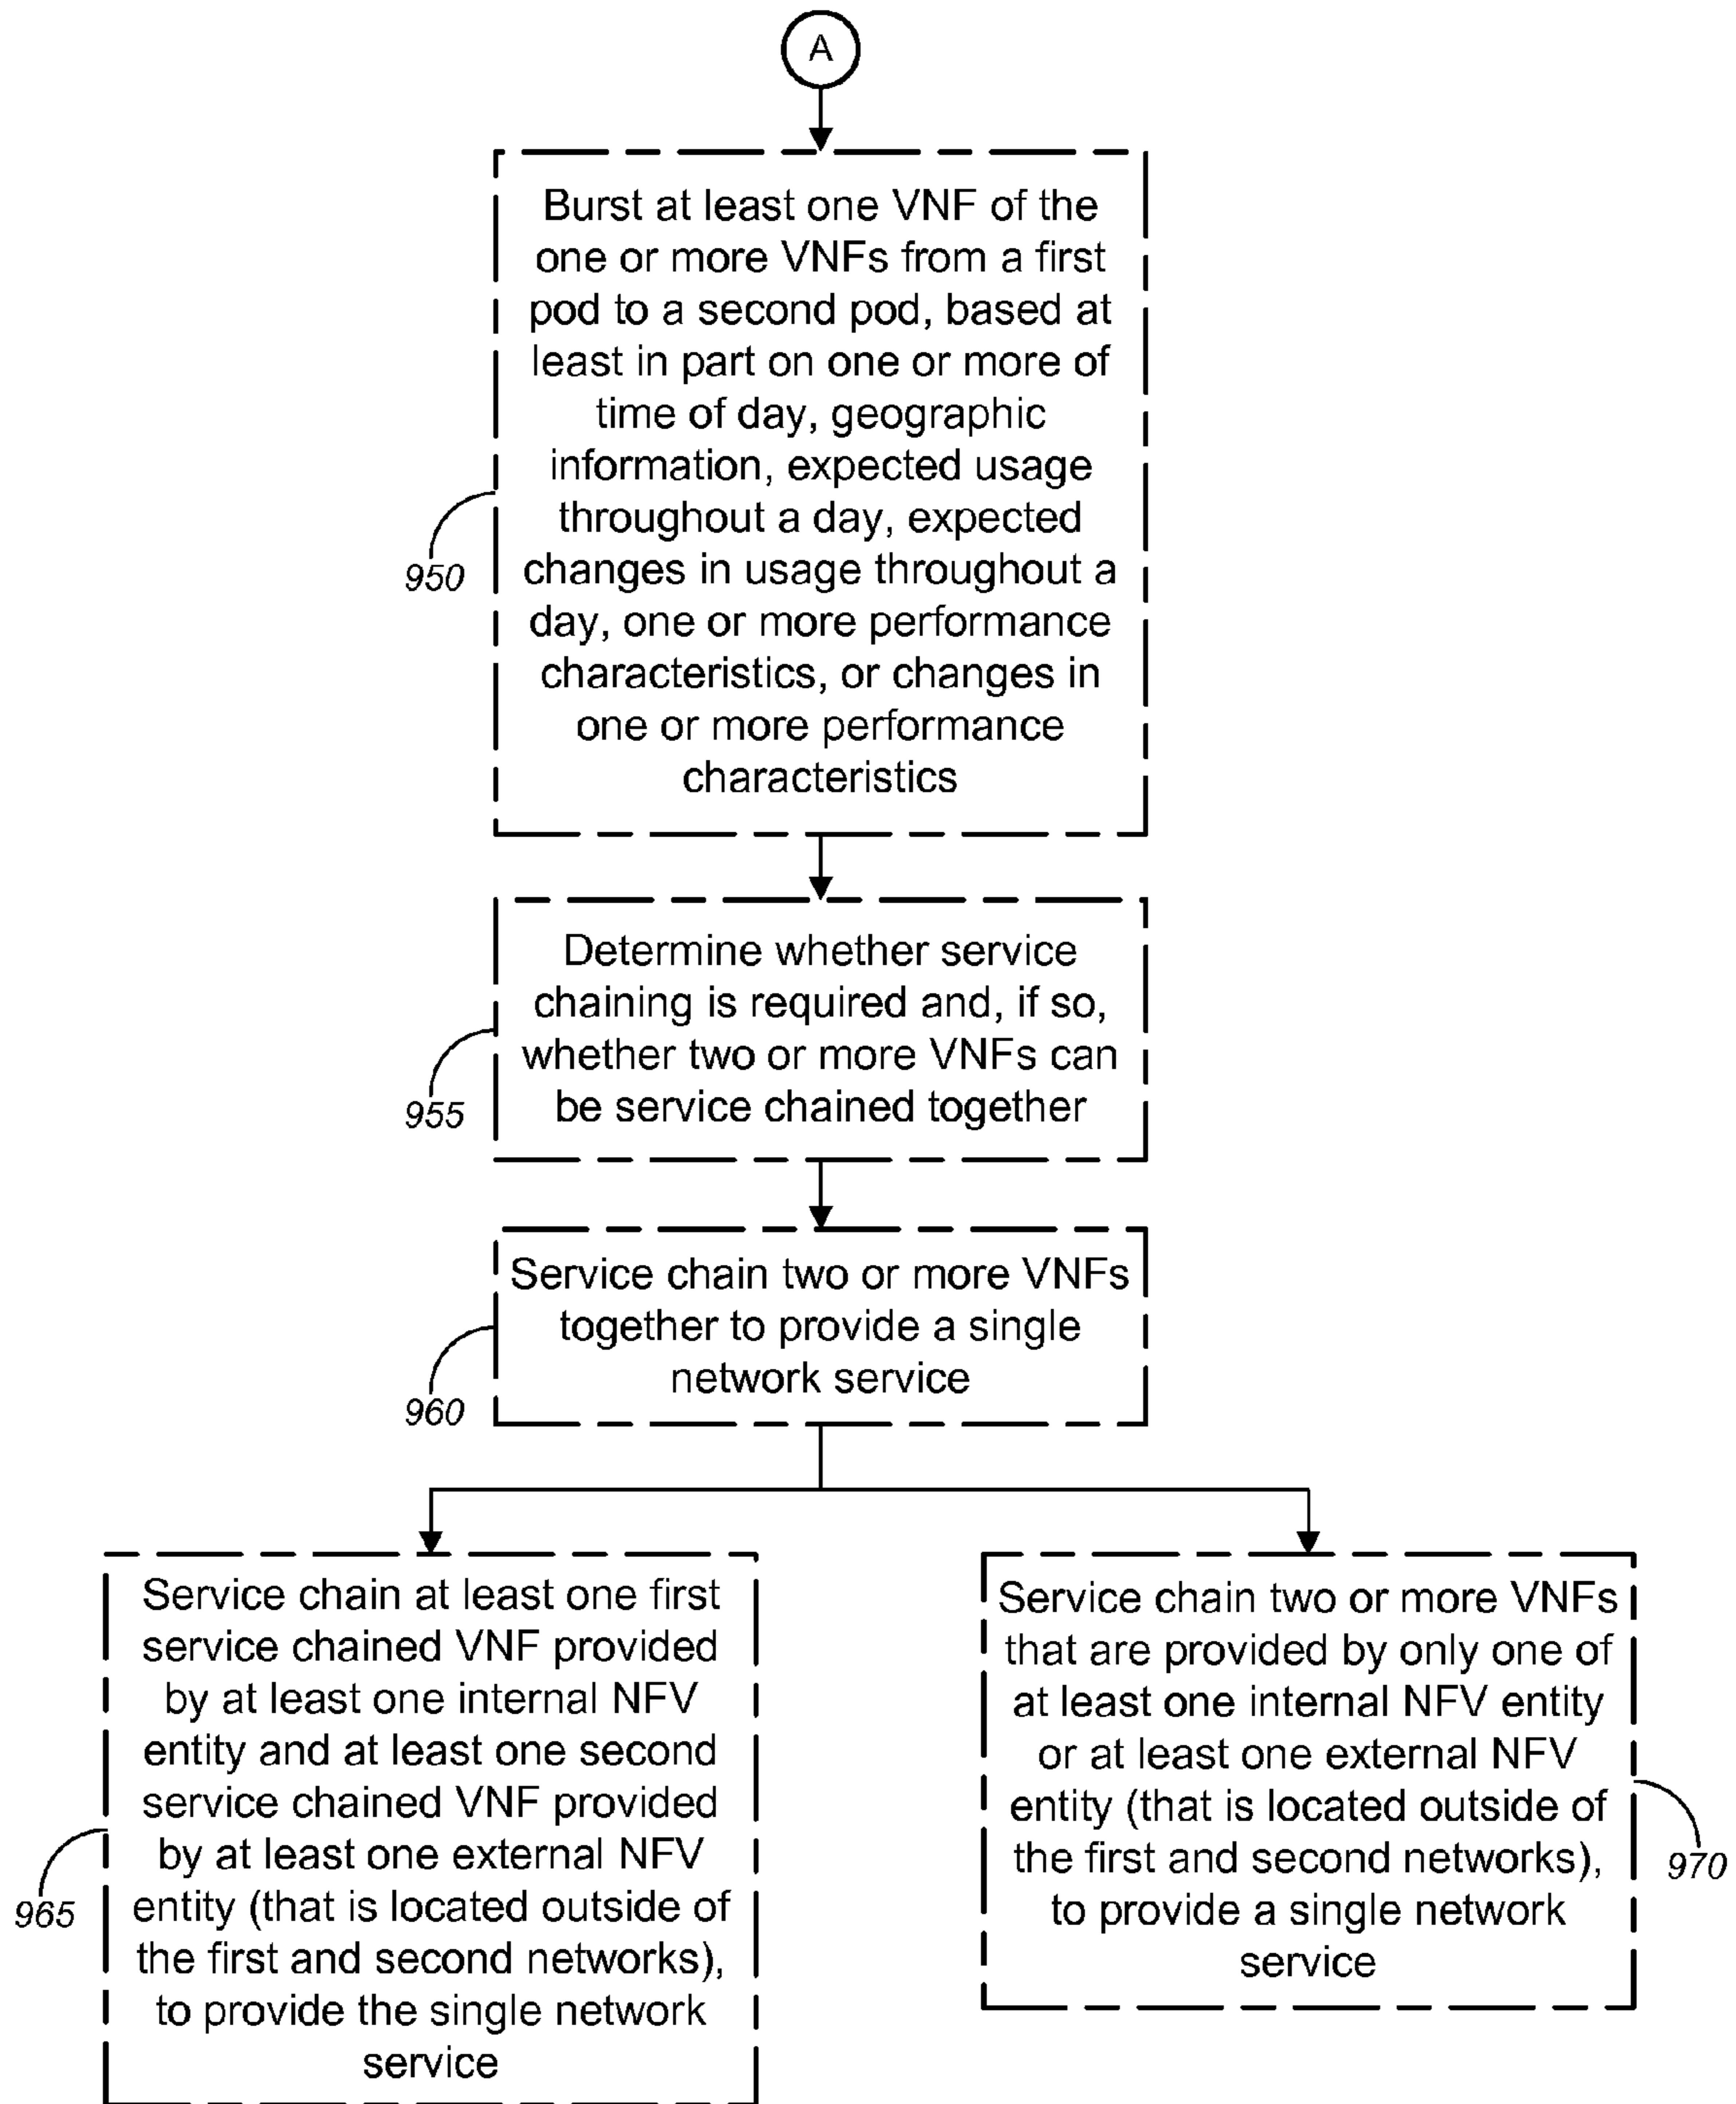 A
Burst at least one VNF of the
one or more VNFs from a first
pod to a second pod, based at
least in part on one or more of
time of day, geographic
information, expected usage
throughout a day, expected
changes in usage throughout a
day, one or more performance
characteristics, or changes in
one or more performance
characteristics
950
Determine whether service
chaining is required and, if so,
whether two or more VNFs can
be service chained together
955
Service chain two or more VNFs
together to provide a single
network service
960
Service chain at least one first
service chained VNF provided
by at least one internal NFV
entity and at least one second
service chained VNF provided
by at least one external NFV
entity (that is located outside of
the first and second networks),
to provide the single network
service
965
Service chain two or more VNFs
that are provided by only one of
at least one internal NFV entity
or at least one external NFV
entity (that is located outside of
the first and second networks),
to provide a single network
service
970